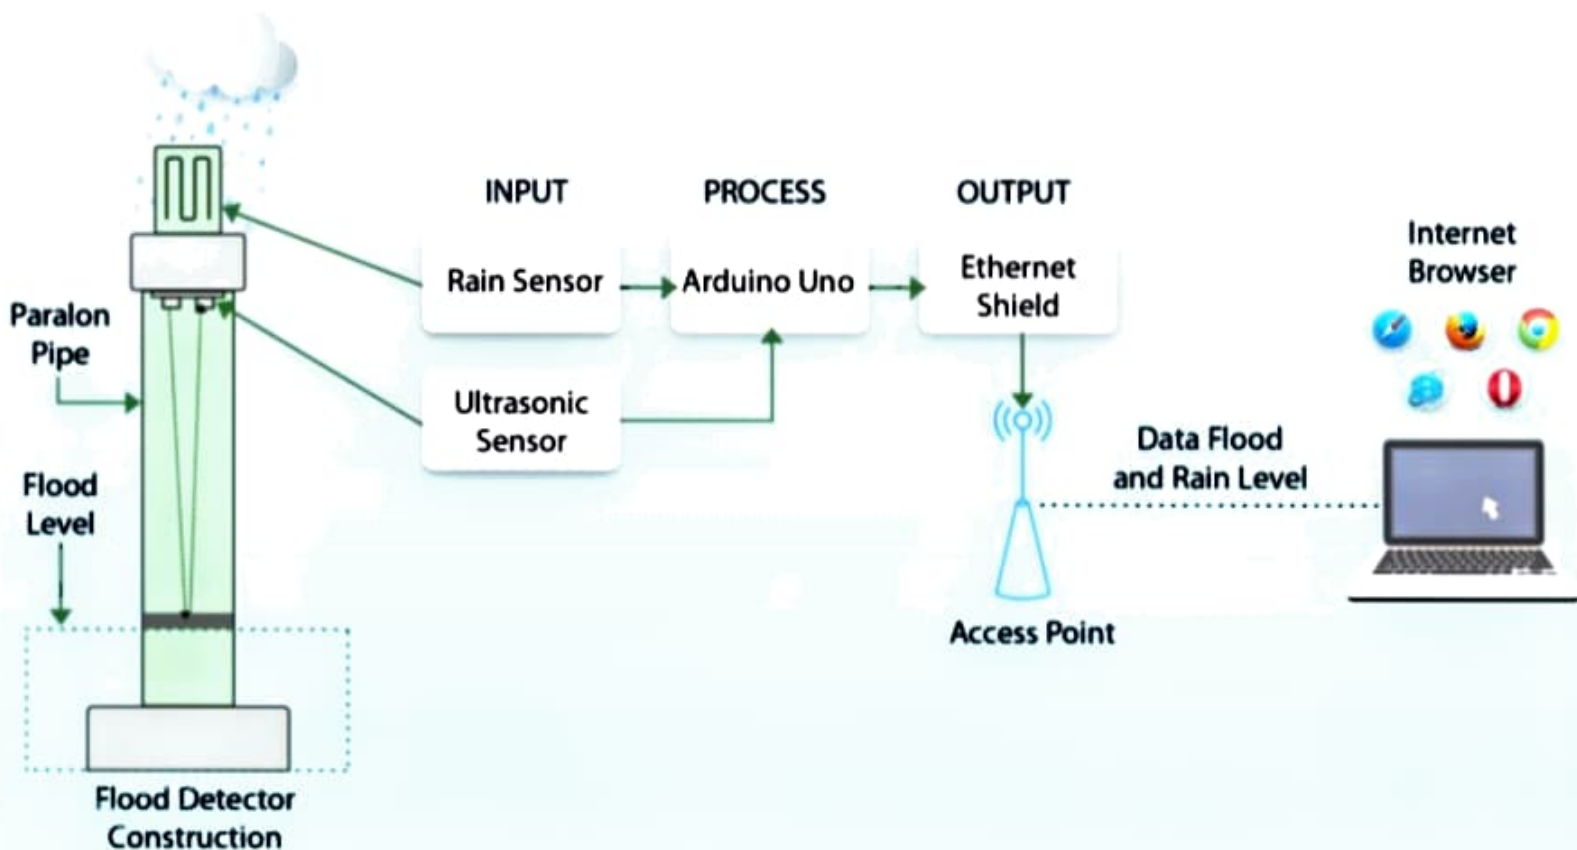 INPUT
PROCESS
OUTPUT
Internet
Browser
Rain Sensor
Arduino Uno
Ethernet
Shield
Paralon
Pipe
Ultrasonic
Sensor
Data Flood
and Rain Level
Flood
Level
Access Point
Flood Detector
Construction